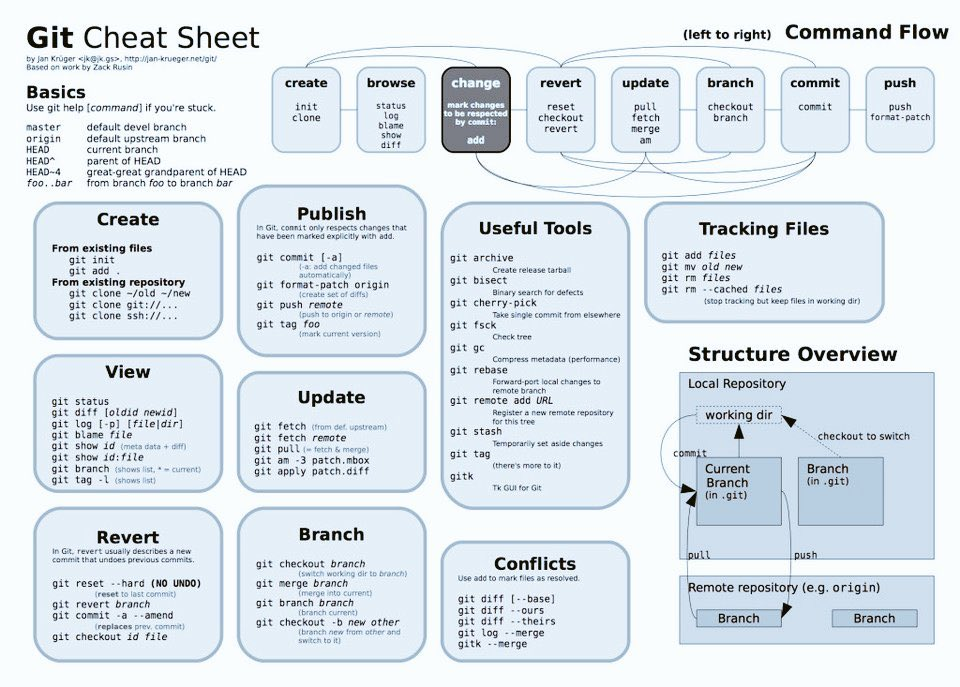 Git Cheat Sheet
by Jan Krüger <jk@jk.gs>, http://jan-krueger.net/git/
Based on work by Zack Rusin
Basics
Use git help [command] if you're stuck.
master default devel branch
origin default upstream branch
HEAD current branch
HEAD^ parent of HEAD
HEAD~4 great-great grandparent of HEAD
foo..bar from branch foo to branch bar
(left to right) Command Flow
create
init
clone
browse
status
log
blame
show
diff
change
mark changes
to be respected
by commit:
add
revert
reset
checkout
revert
update
pull
fetch
merge
am
branch
checkout
branch
commit
commit
push
push
format-patch
Create
From existing files
git init
git add .
From existing repository
git clone ~/old ~/new
git clone git://...
git clone ssh://...
View
git status
git diff [oldid newid]
git log [-p] [file|dir]
git blame file
git show id (meta data + diff)
git show id:file
git branch (shows list, * = current)
git tag -l (shows list)
Revert
In Git, revert usually describes a new
commit that undoes previous commits.
git reset --hard (NO UNDO)
(reset to last commit)
git revert branch
git commit -a --amend
(replaces prev. commit)
git checkout id file
Publish
In Git, commit only respects changes that
have been marked explicitly with add.
git commit [-a]
(-a: add changed files
automatically)
git format-patch origin
(create set of diffs)
git push remote
(push to origin or remote)
git tag foo
(mark current version)
Update
git fetch (from def. upstream)
git fetch remote
git pull (= fetch & merge)
git am -3 patch.mbox
git apply patch.diff
Branch
git checkout branch
(switch working dir to branch)
git merge branch
(merge into current)
git branch branch
(branch current)
git checkout -b new other
(branch new from other and
switch to it)
Useful Tools
git archive
Create release tarball
git bisect
Binary search for defects
git cherry-pick
Take single commit from elsewhere
git fsck
Check tree
git gc
Compress metadata (performance)
git rebase
Forward-port local changes to
remote branch
git remote add URL
Register a new remote repository
for this tree
git stash
Temporarily set aside changes
git tag
(there's more to it)
gitk
Tk GUI for Git
Conflicts
Use add to mark files as resolved.
git diff [--base]
git diff --ours
git diff --theirs
git log --merge
gitk --merge
Tracking Files
git add files
git mv old new
git rm files
git rm --cached files
(stop tracking but keep files in working dir)
Structure Overview
Local Repository
working dir
checkout to switch
commit
Current
Branch
(in .git)
Branch
(in .git)
pull
push
Remote repository (e.g. origin)
Branch
Branch